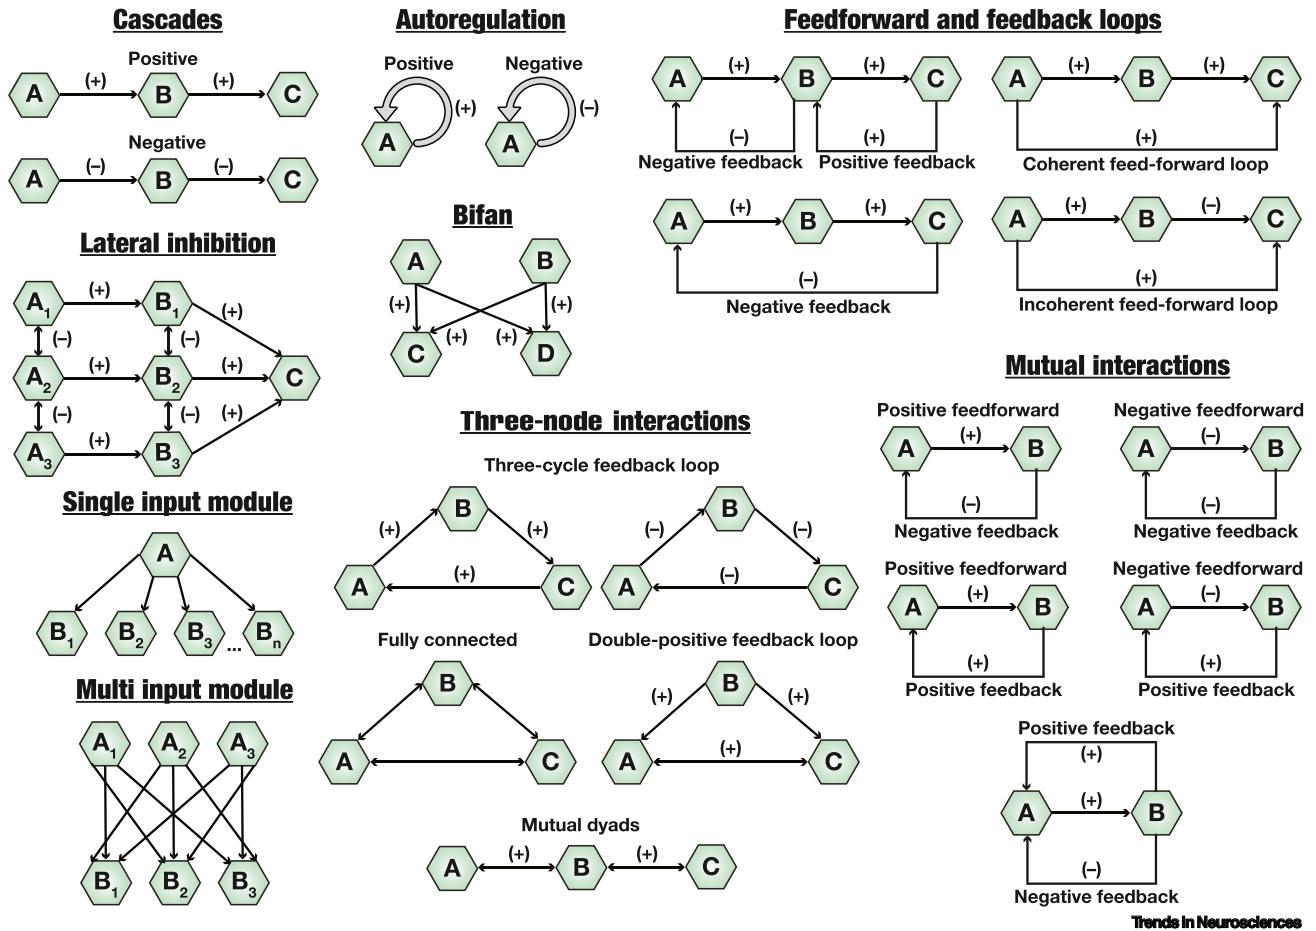 Cascades
Positive
A (+) B (+) C
Negative
A (–) B (–) C
Lateral inhibition
A1 (+) B1 (+)
(–) (–)
A2 (+) B2 (+) C
(–) (–) (+)
A3 (+) B3
Single input module
A
B1 B2 B3 ... Bn
Multi input module
A1 A2 A3
B1 B2 B3
Autoregulation
Positive Negative
(+) (–)
A A
Bifan
A B
(+) (+)
(+) (+)
C D
Three-node interactions
Three-cycle feedback loop
B B
(+) (+) (–) (–)
A (+) C A (–) C
Fully connected Double-positive feedback loop
B B
(+) (+)
A C A (+) C
Mutual dyads
A (+) B (+) C
Feedforward and feedback loops
A (+) B (+) C
(–) (+)
Negative feedback Positive feedback
A (+) B (+) C
(+)
Coherent feed-forward loop
A (+) B (+) C
(–)
Negative feedback
A (+) B (–) C
(+)
Incoherent feed-forward loop
Mutual interactions
Positive feedforward
A (+) B
(–)
Negative feedback
Negative feedforward
A (–) B
(–)
Negative feedback
Positive feedforward
A (+) B
(+)
Positive feedback
Negative feedforward
A (–) B
(+)
Positive feedback
Positive feedback
(+)
A (+) B
(–)
Negative feedback
Trends in Neurosciences